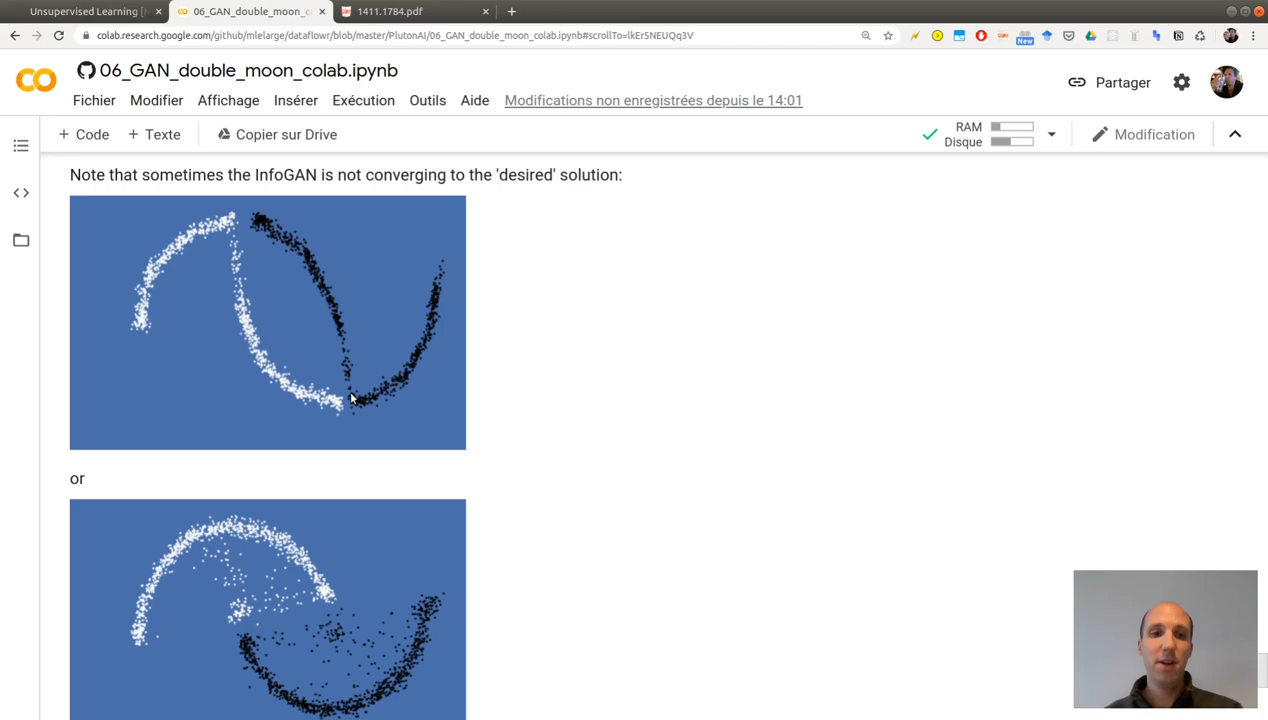 Unsupervised Learning [
06_GAN_double_moon_c
1411.1784.pdf
colab.research.google.com/github/mlelarge/dataflowr/blob/master/PlutonAI/06_GAN_double_moon_colab.ipynb#scrollTo=lkEr5NEUQq3V
New
06_GAN_double_moon_colab.ipynb
Partager
Fichier Modifier Affichage Insérer Exécution Outils Aide Modifications non enregistrées depuis le 14:01
+ Code + Texte Copier sur Drive
RAM
Disque
Modification
Note that sometimes the InfoGAN is not converging to the 'desired' solution:
or